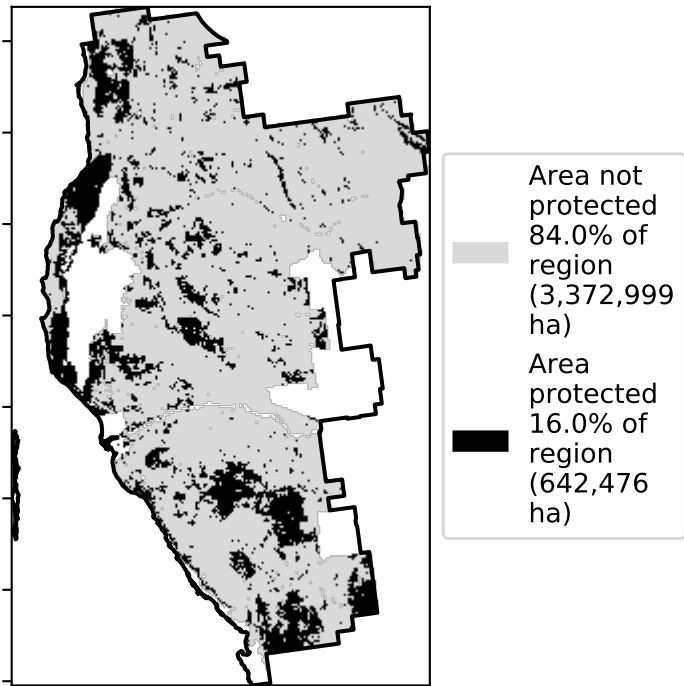 Area not
protected
84.0% of
region
(3,372,999
ha)
Area
protected
16.0% of
region
(642,476
ha)